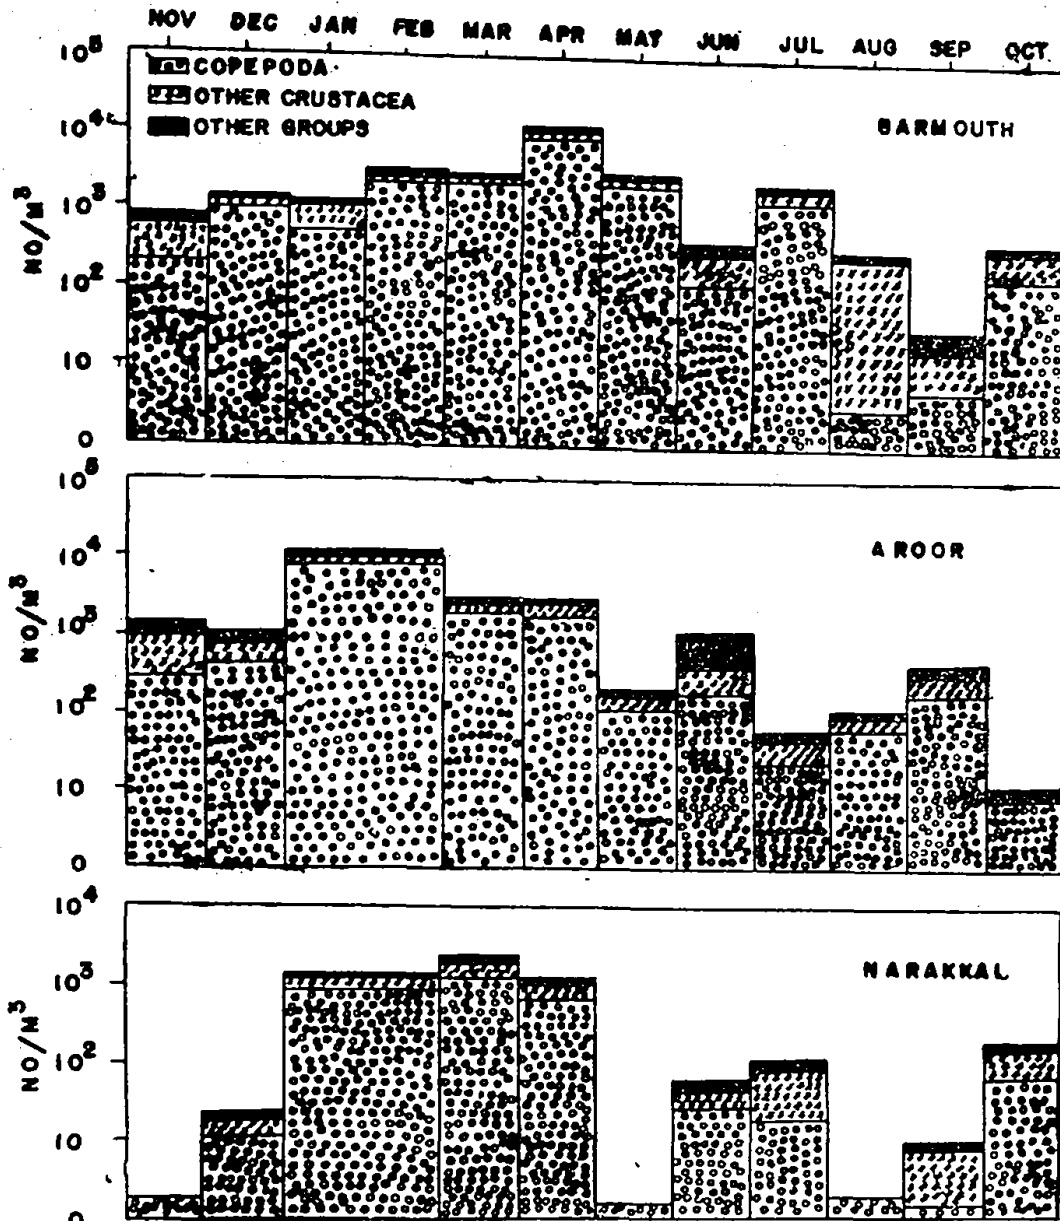 NOV DEC JAN FEB MAR APR MAY JUN JUL AUG SEP OCT
10⁵
COPEPODA
OTHER CRUSTACEA
10⁴
OTHER GROUPS
BARMOUTH
10³
NO/M³
10²
10
0
10⁵
10⁴
AROOR
10³
NO/M³
10²
10
0
10⁴
NARAKKAL
10³
NO/M³
10²
10
0